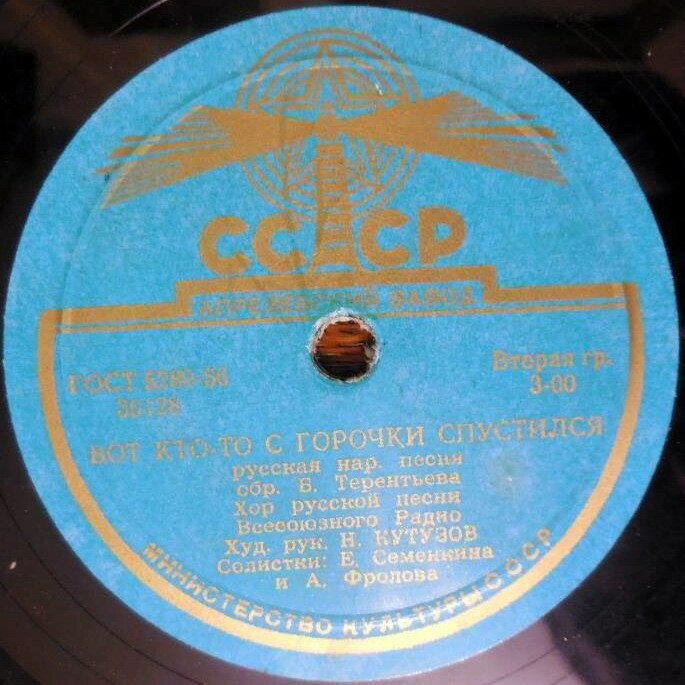 СССР
АПРЕЛЕВСКИЙ ЗАВОД
ГОСТ 5289-56
30128
Вторая гр.
3-00
ВОТ КТО-ТО С ГОРОЧКИ СПУСТИЛСЯ
русская нар. песня
обр. Б. Терентьева
Хор русской песни
Всесоюзного Радио
Худ. рук. Н. КУТУЗОВ
Солистки: Е. Семенкина
и А. Фролова
МИНИСТЕРСТВО КУЛЬТУРЫ СССР